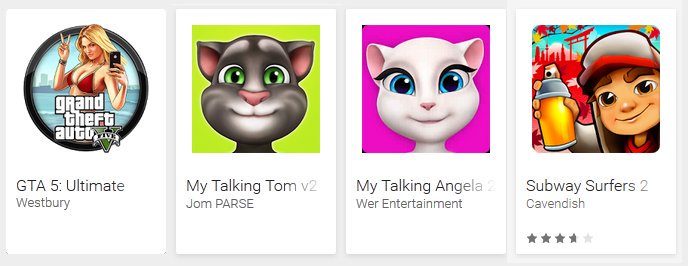 grand
theft
auto
FIVE
GTA 5: Ultimate
Westbury
My Talking Tom v2
Jom PARSE
My Talking Angela 2
Wer Entertainment
Subway Surfers 2
Cavendish